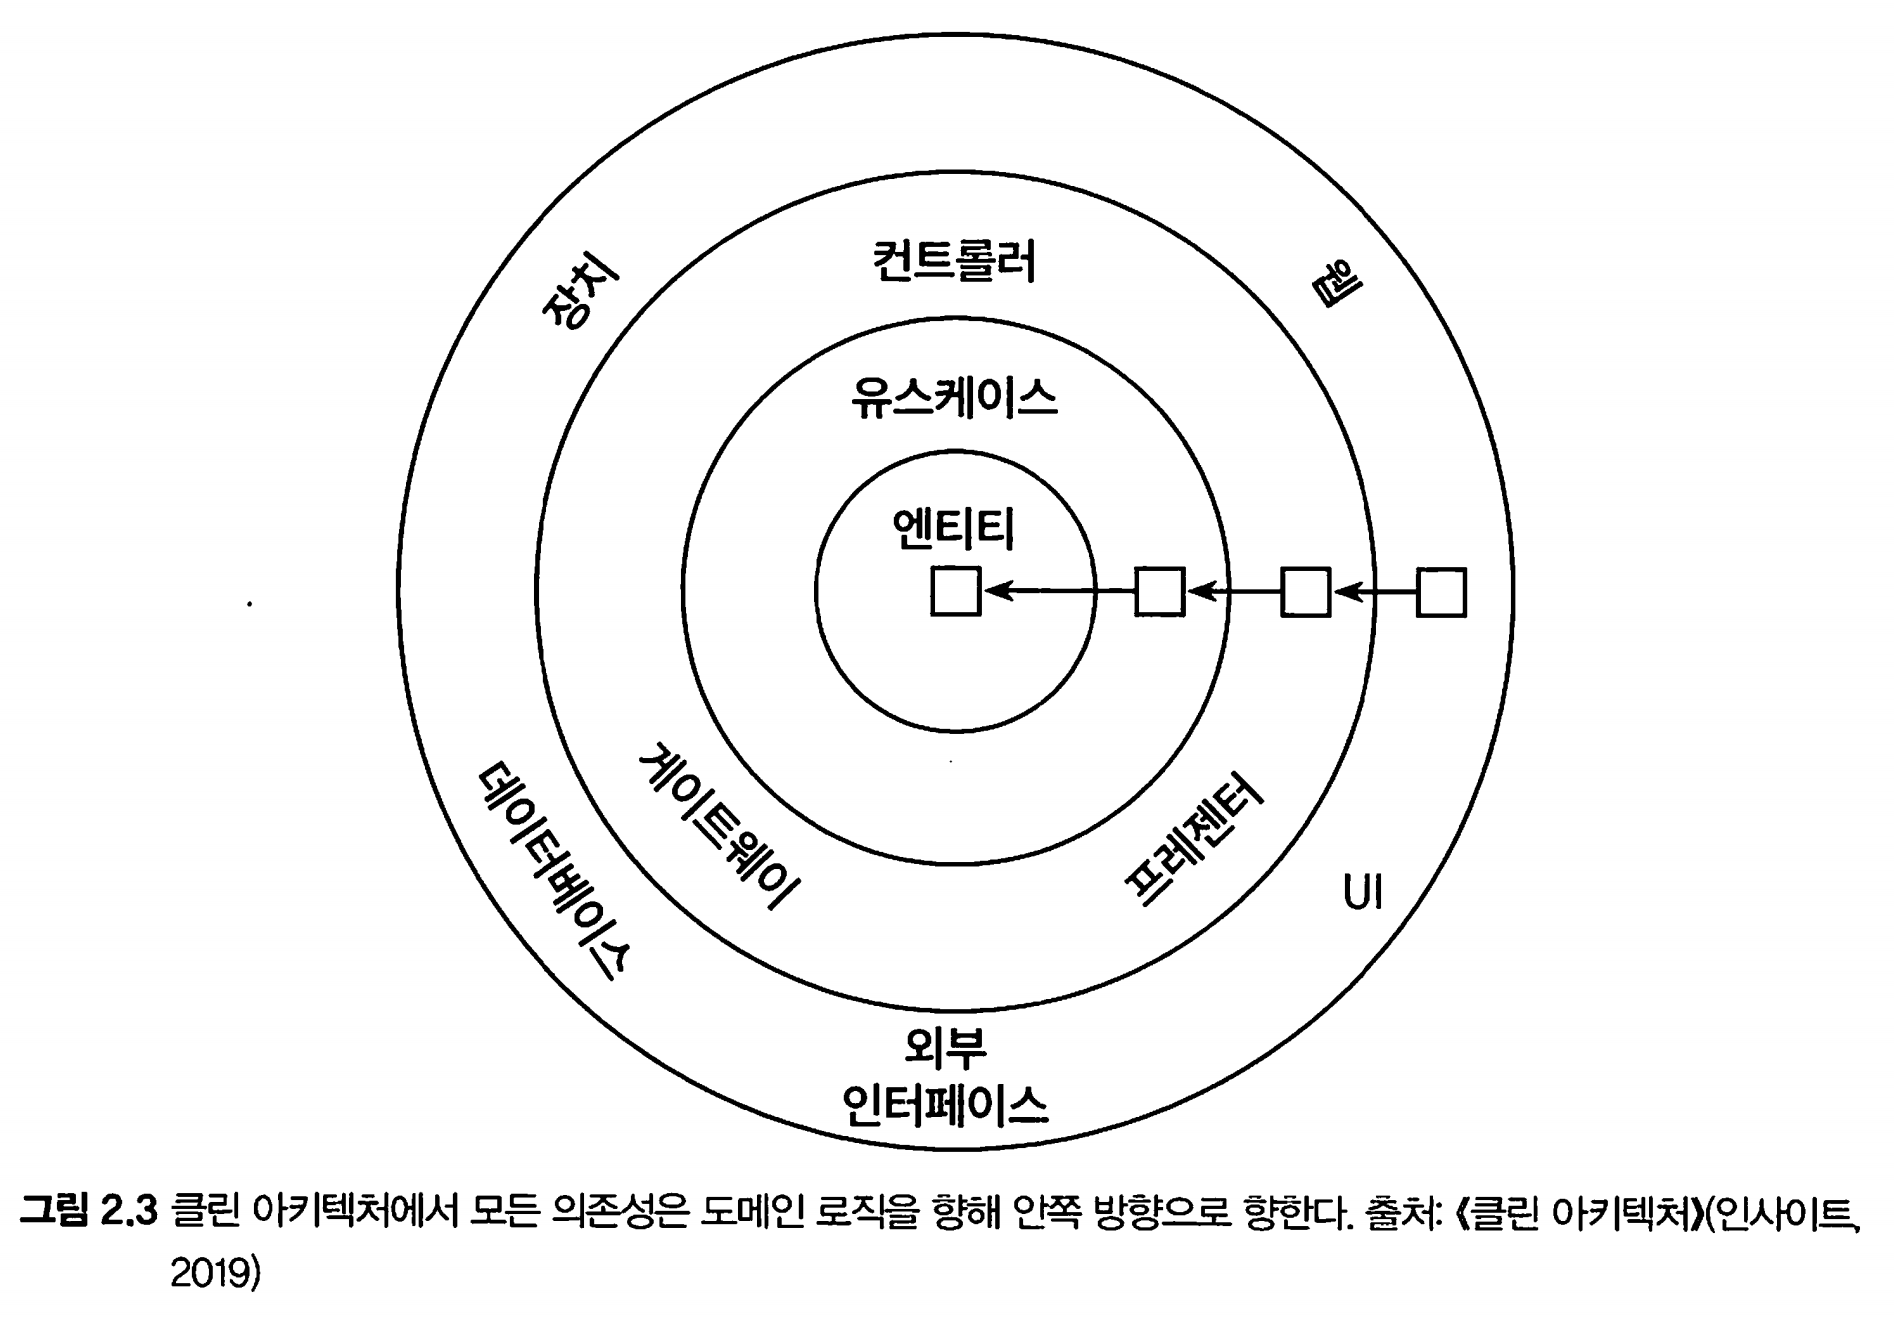 장치
컨트롤러
웹
유스케이스
엔티티
게이트웨이
프레젠터
데이터베이스
UI
외부
인터페이스
그림 2.3 클린 아키텍처에서 모든 의존성은 도메인 로직을 향해 안쪽 방향으로 향한다. 출처: 《클린 아키텍처》(인사이트,
2019)